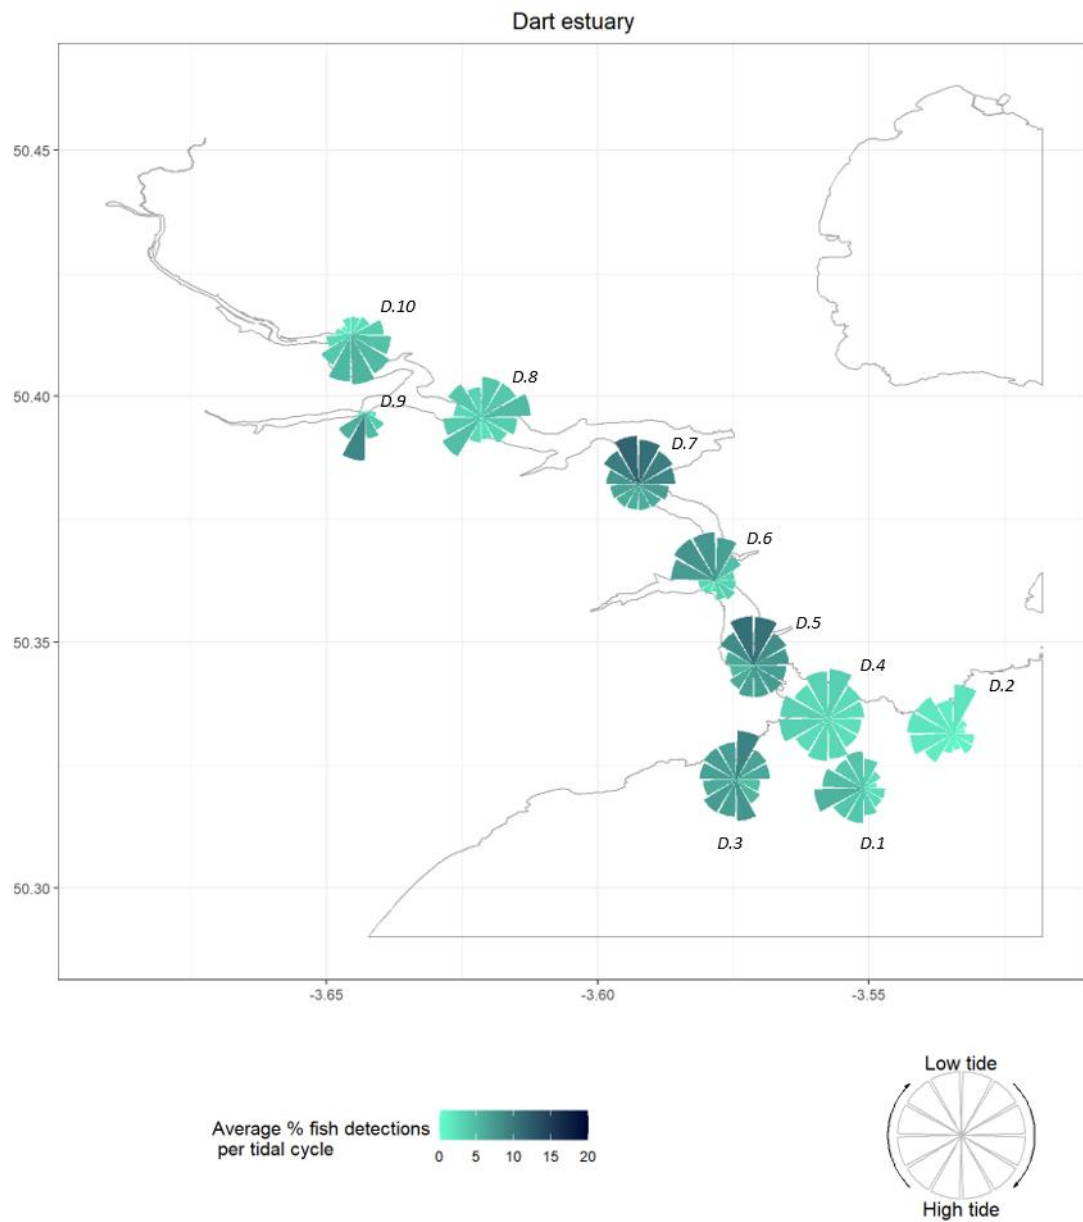 Dart estuary
50.45
50.40
50.35
50.30
D.10
D.8
D.9
D.7
D.6
D.5
D.4
D.2
D.3
D.1
-3.65
-3.60
-3.55
Average % fish detections
per tidal cycle
0 5 10 15 20
Low tide
High tide